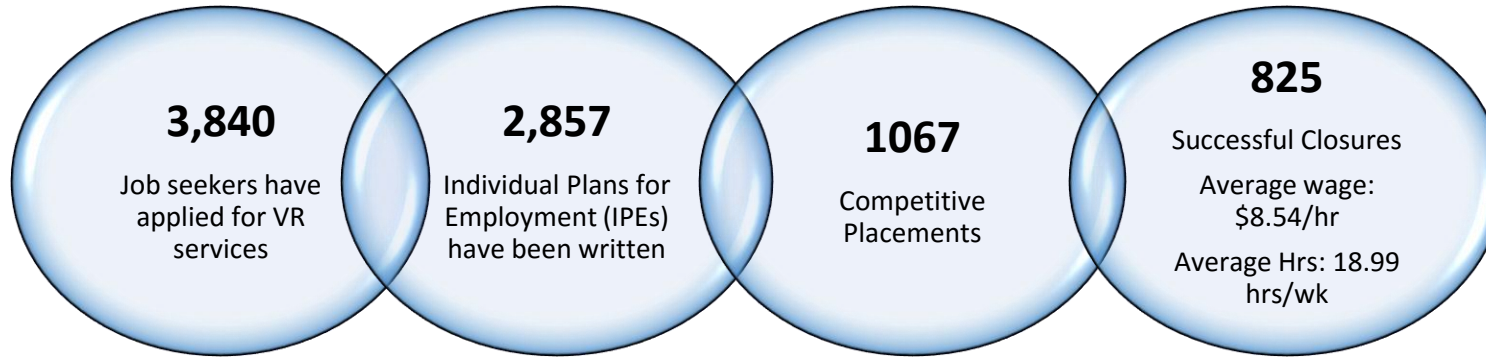 3,840
Job seekers have
applied for VR
services
2,857
Individual Plans for
Employment (IPEs)
have been written
1067
Competitive
Placements
825
Successful Closures
Average wage:
$8.54/hr
Average Hrs: 18.99
hrs/wk